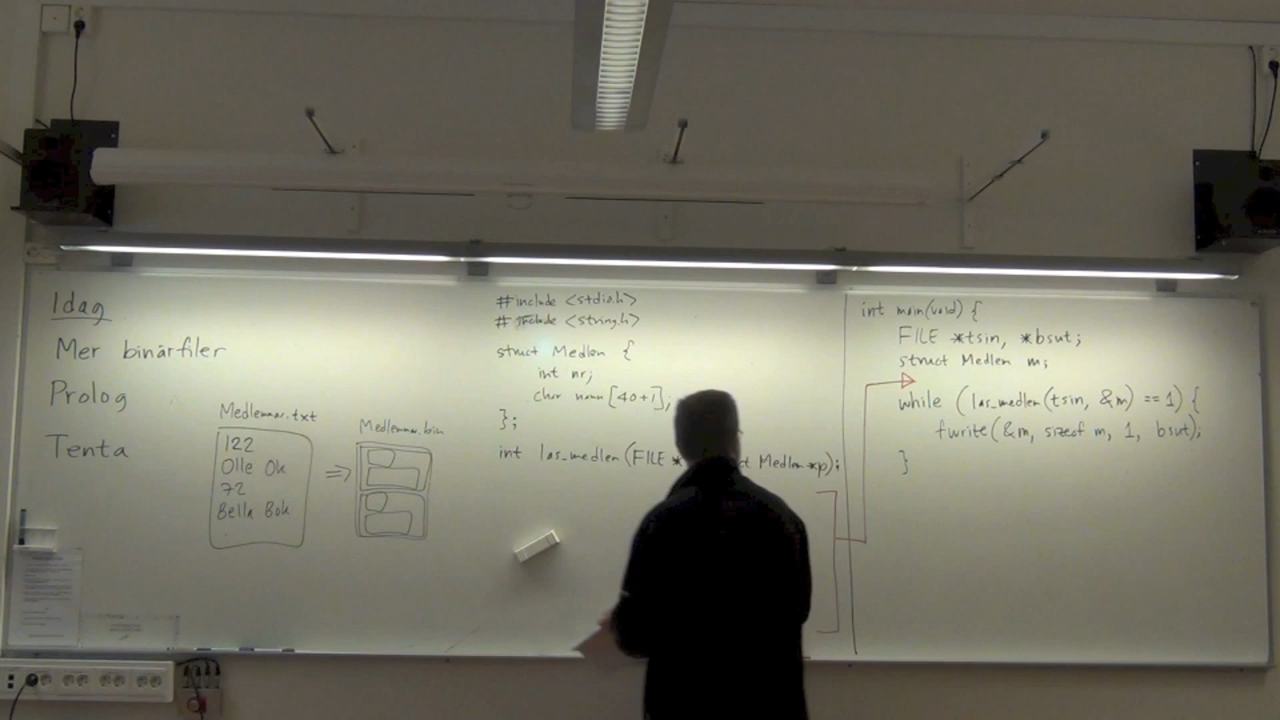 Idag
Mer binärfiler
Prolog
Tenta
Medlemmar.txt
122
Olle Ok
72
Bella Bok
=>
Medlemmar.bin
#include <stdio.h>
#include <string.h>
struct Medlem {
int nr;
char namn[40+1];
};
int las_medlem(FILE * ct Medlem *p);
int main(void) {
FILE *tsin, *bsut;
struct Medlem m;
while (las_medlem(tsin, &m) == 1) {
fwrite(&m, sizeof m, 1, bsut);
}